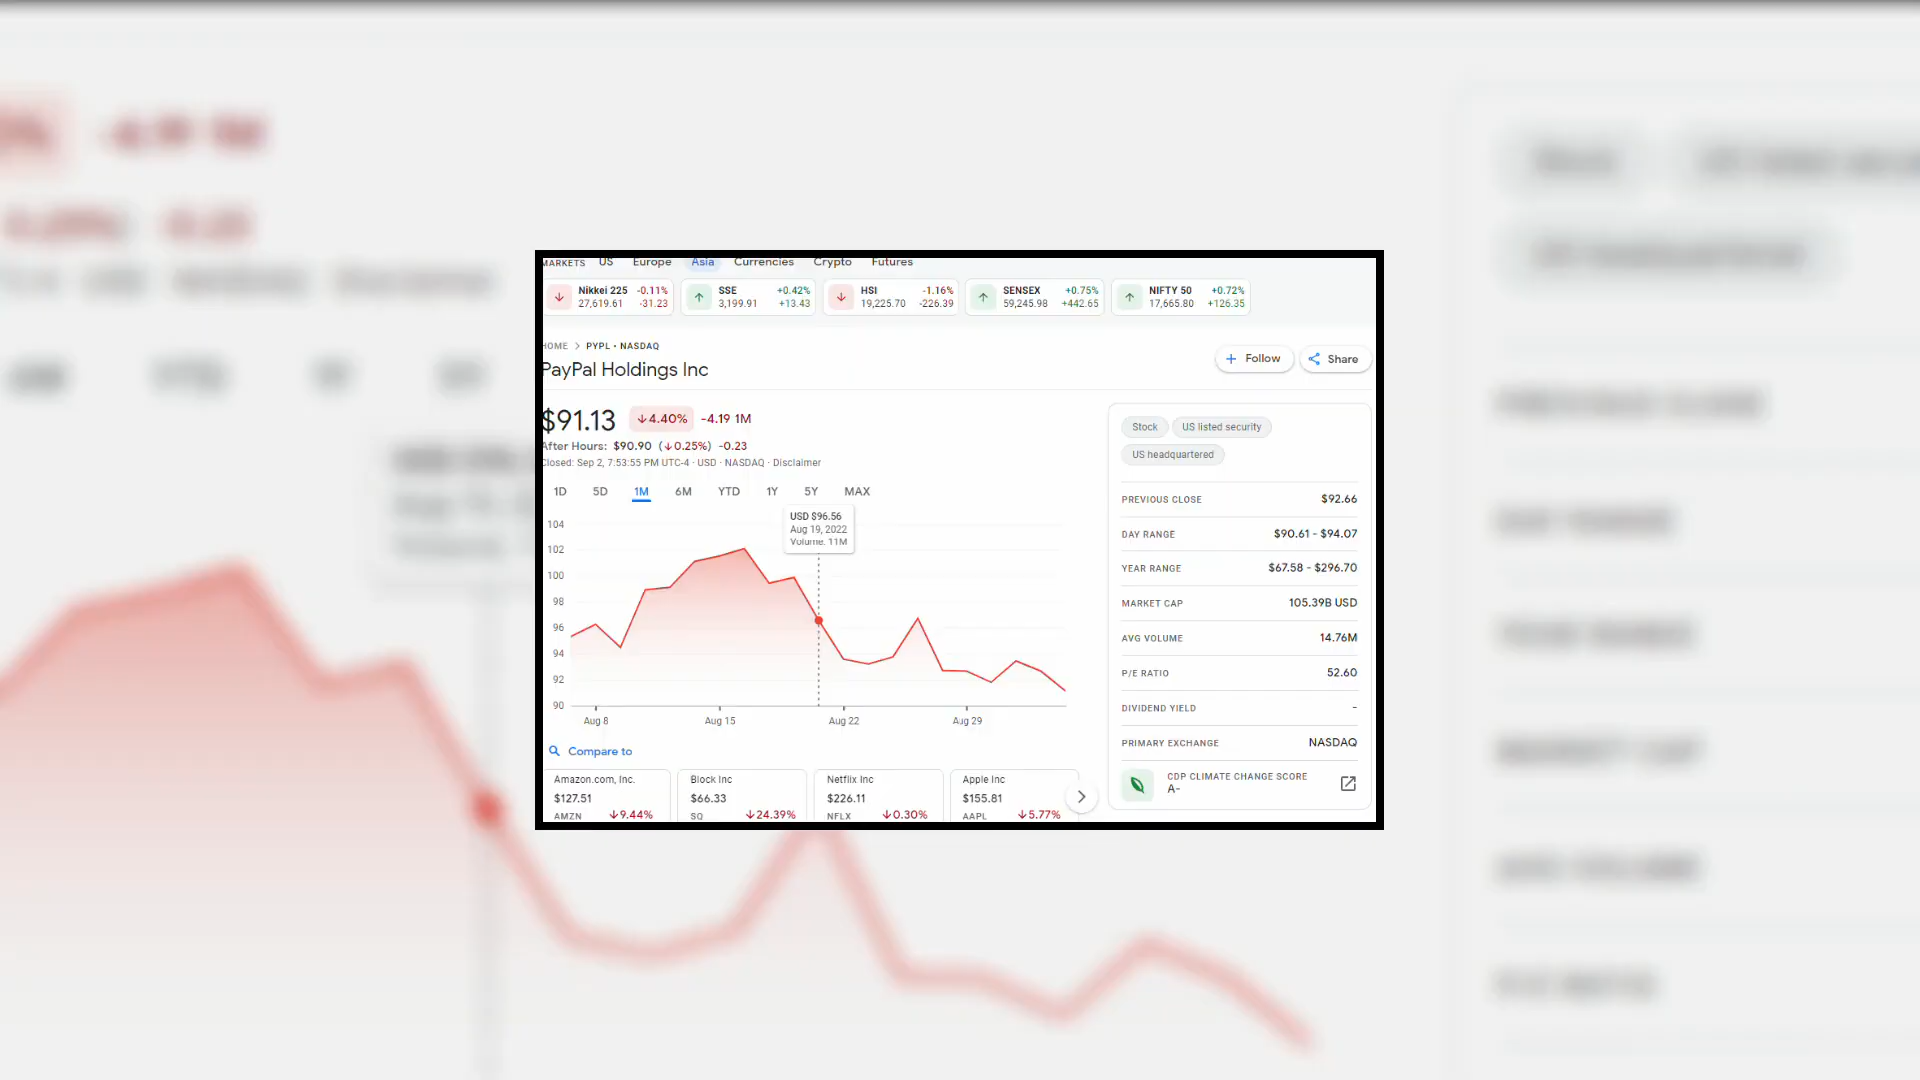 MARKETS US Europe Asia Currencies Crypto Futures
Nikkei 225 -0.11% SSE +0.42% HSI -1.16% SENSEX +0.75% NIFTY 50 +0.72%
27,619.61 -31.23 3,199.91 +13.43 19,225.70 -226.39 59,245.98 +442.65 17,665.80 +126.35
HOME > PYPL • NASDAQ
PayPal Holdings Inc
+ Follow
Share
$91.13 ↓4.40% -4.19 1M
After Hours: $90.90 (↓0.25%) -0.23
Closed: Sep 2, 7:53:55 PM UTC-4 · USD · NASDAQ · Disclaimer
1D 5D 1M 6M YTD 1Y 5Y MAX
USD $96.56
Aug 19, 2022
Volume: 11M
104
102
100
98
96
94
92
90
Aug 8 Aug 15 Aug 22 Aug 29
Compare to
Amazon.com, Inc. Block Inc Netflix Inc Apple Inc
$127.51 $66.33 $226.11 $155.81
AMZN ↓9.44% SQ ↓24.39% NFLX ↓0.30% AAPL ↓5.77%
Stock US listed security
US headquartered
PREVIOUS CLOSE $92.66
DAY RANGE $90.61 - $94.07
YEAR RANGE $67.58 - $296.70
MARKET CAP 105.39B USD
AVG VOLUME 14.76M
P/E RATIO 52.60
DIVIDEND YIELD -
PRIMARY EXCHANGE NASDAQ
CDP CLIMATE CHANGE SCORE
A-